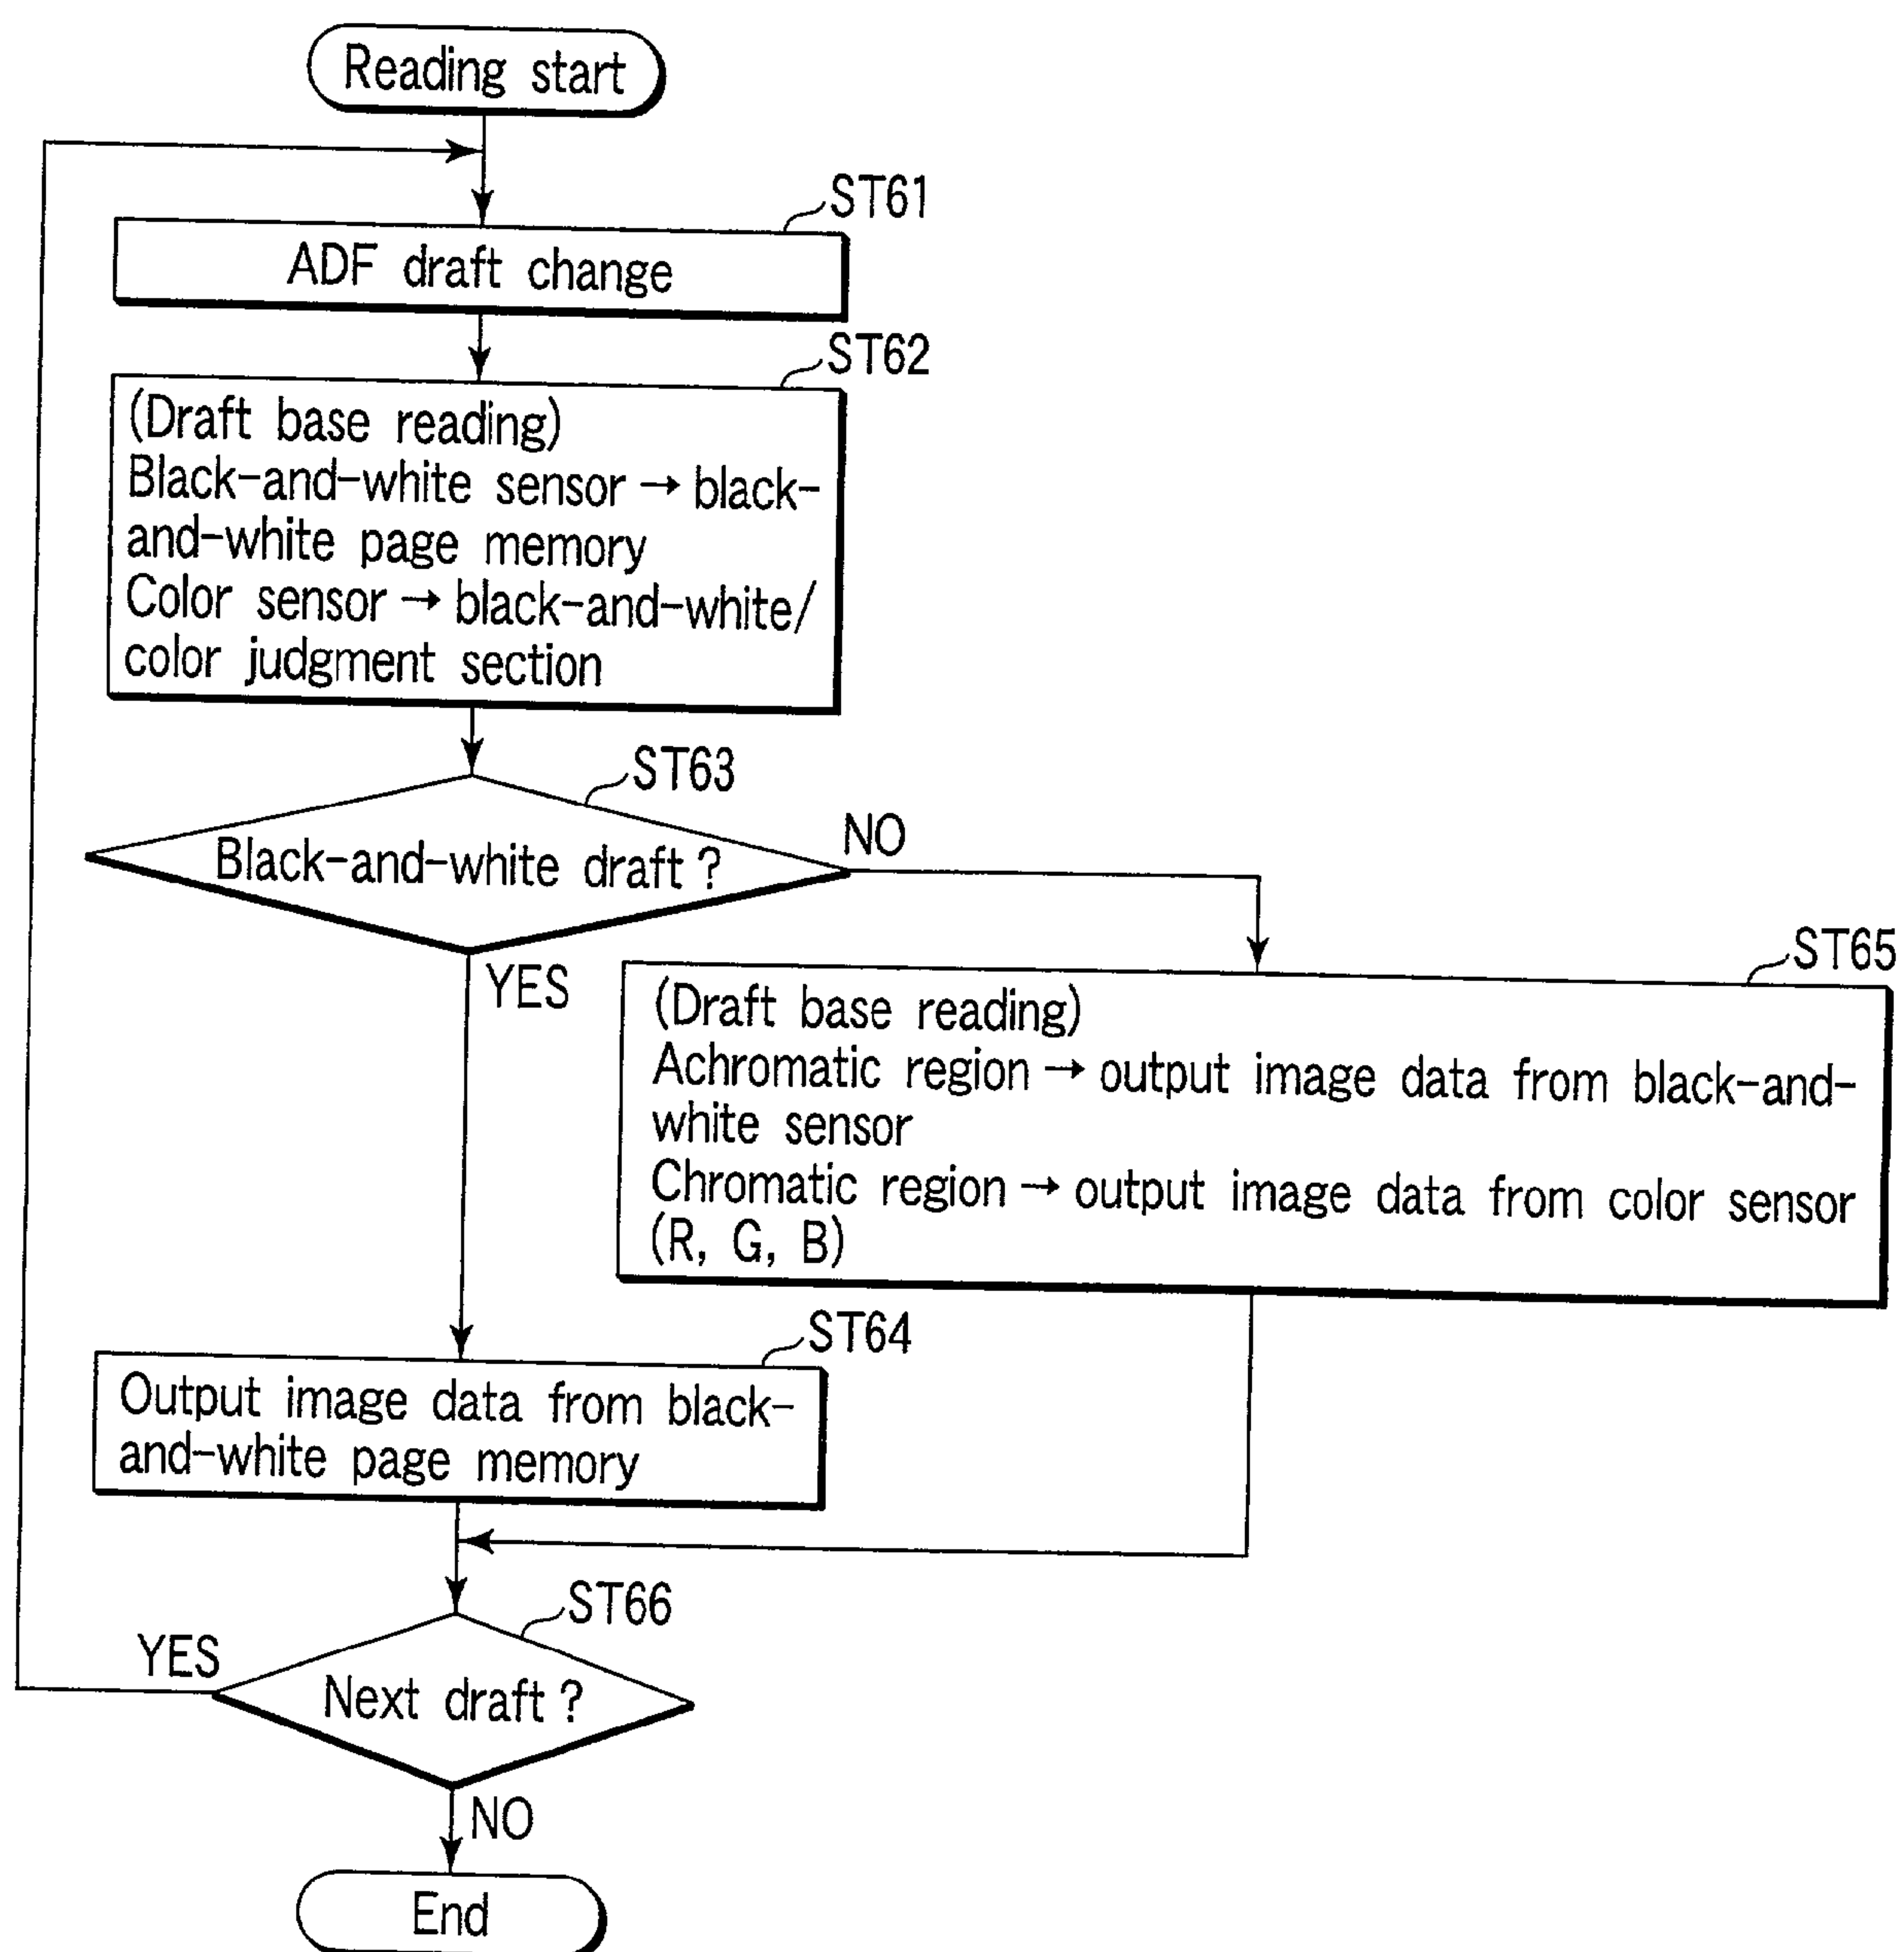 Reading start
ST61
ADF draft change
ST62
(Draft base reading)
Black-and-white sensor → black-
and-white page memory
Color sensor → black-and-white/
color judgment section
ST63
Black-and-white draft?
NO
YES
ST65
(Draft base reading)
Achromatic region → output image data from black-and-
white sensor
Chromatic region → output image data from color sensor
(R, G, B)
ST64
Output image data from black-
and-white page memory
ST66
YES
Next draft?
NO
End